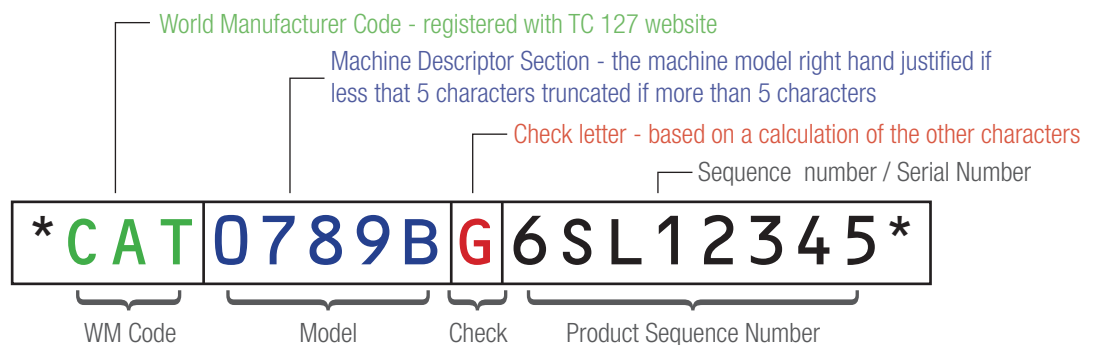 World Manufacturer Code - registered with TC 127 website
Machine Descriptor Section - the machine model right hand justified if
less that 5 characters truncated if more than 5 characters
Check letter - based on a calculation of the other characters
Sequence number / Serial Number
*CAT0789BG6SL12345*
WM Code Model Check Product Sequence Number